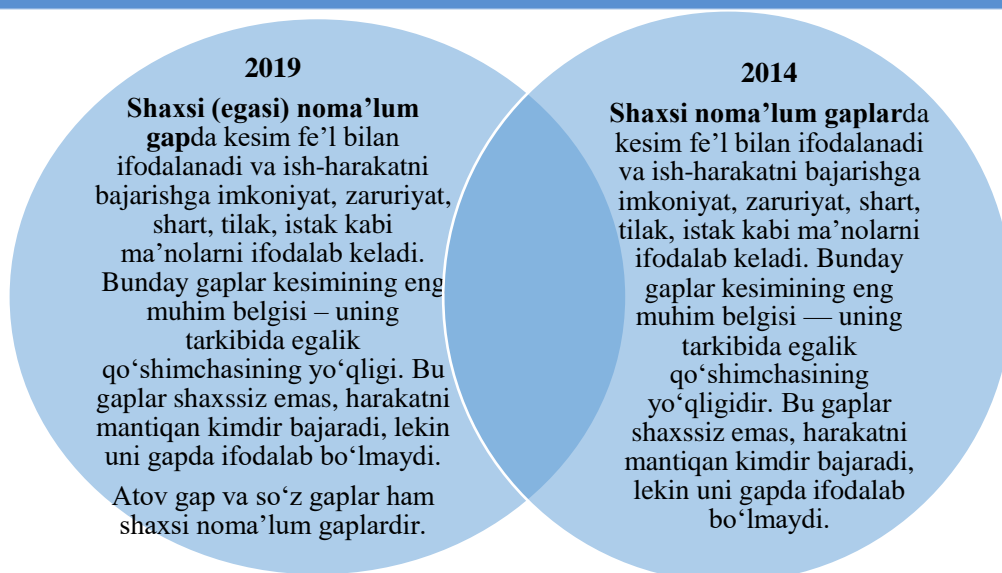 2019
Shaxsi (egasi) noma’lum
gapda kesim fe’l bilan
ifodalanadi va ish-harakatni
bajarishga imkoniyat, zaruriyat,
shart, tilak, istak kabi
ma’nolarni ifodalab keladi.
Bunday gaplar kesimining eng
muhim belgisi – uning
tarkibida egalik
qo‘shimchasining yo‘qligi. Bu
gaplar shaxssiz emas, harakatni
mantiqan kimdir bajaradi, lekin
uni gapda ifodalab bo‘lmaydi.
Atov gap va so‘z gaplar ham
shaxsi noma’lum gaplardir.
2014
Shaxsi noma’lum gaplarda
kesim fe’l bilan ifodalanadi
va ish-harakatni bajarishga
imkoniyat, zaruriyat, shart,
tilak, istak kabi ma’nolarni
ifodalab keladi. Bunday
gaplar kesimining eng
muhim belgisi — uning
tarkibida egalik
qo‘shimchasining
yo‘qligidir. Bu gaplar
shaxssiz emas, harakatni
mantiqan kimdir bajaradi,
lekin uni gapda ifodalab
bo‘lmaydi.